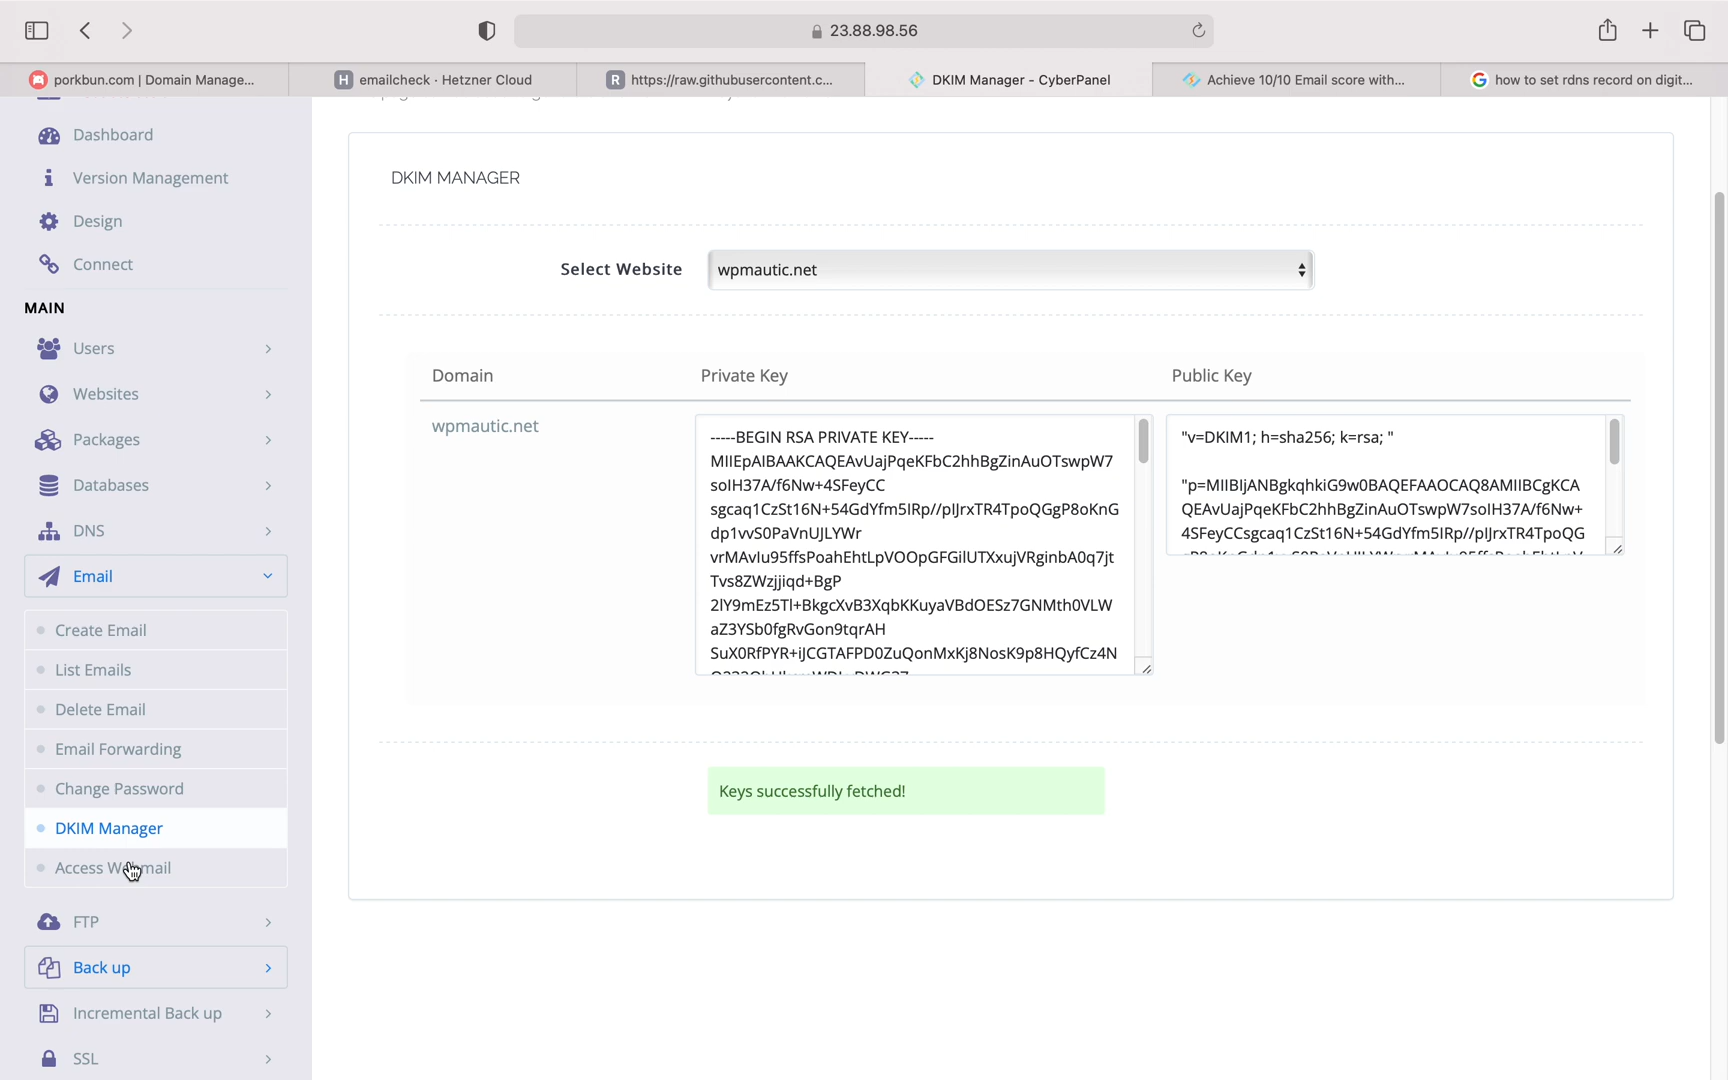 23.88.98.56
porkbun.com | Domain Manage...
H emailcheck · Hetzner Cloud
R https://raw.githubusercontent.c...
DKIM Manager - CyberPanel
Achieve 10/10 Email score with...
G how to set rdns record on digit...
Dashboard
Version Management
Design
Connect
MAIN
Users
Websites
Packages
Databases
DNS
Email
Create Email
List Emails
Delete Email
Email Forwarding
Change Password
DKIM Manager
Access Webmail
FTP
Back up
Incremental Back up
SSL
DKIM MANAGER
Select Website
wpmautic.net
Domain
Private Key
Public Key
wpmautic.net
-----BEGIN RSA PRIVATE KEY-----
MIIEpAIBAAKCAQEAvUajPqeKFbC2hhBgZinAuOTswpW7
solH37A/f6Nw+4SFeyCC
sgcaq1CzSt16N+54GdYfm5IRp//pIJrxTR4TpoQGgP8oKnG
dp1vvS0PaVnUJLYWr
vrMAvIu95ffsPoahEhtLpVOOpGFGilUTXxujVRginbA0q7jt
Tvs8ZWzjjiqd+BgP
2lY9mEz5Tl+BkgcXvB3XqbKKuyaVBdOESz7GNMth0VLW
aZ3YSb0fgRvGon9tqrAH
SuX0RfPYR+iJCGTAFPD0ZuQonMxKj8NosK9p8HQyfCz4N
"v=DKIM1; h=sha256; k=rsa; "
"p=MIIBIjANBgkqhkiG9w0BAQEFAAOCAQ8AMIIBCgKCA
QEAvUajPqeKFbC2hhBgZinAuOTswpW7solH37A/f6Nw+
4SFeyCCsgcaq1CzSt16N+54GdYfm5IRp//pIJrxTR4TpoQG
Keys successfully fetched!